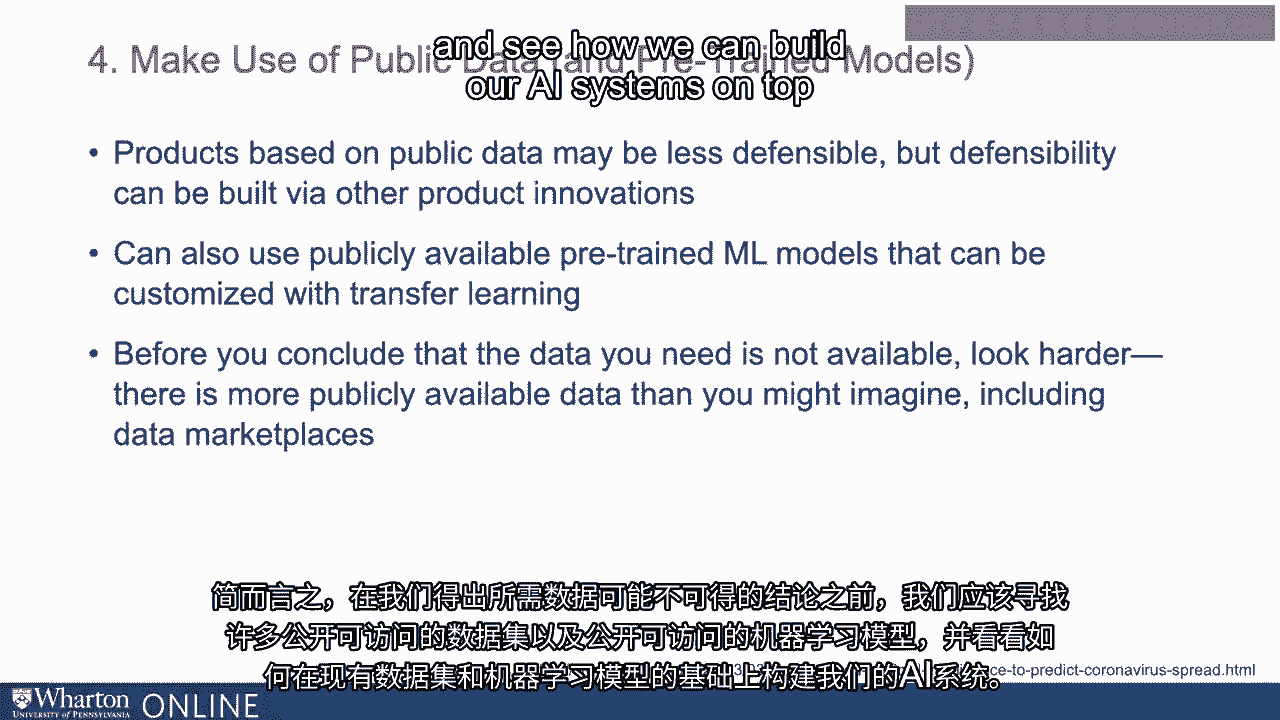 and see how we can build
our AI systems on top
4. Make Use of Public Data (and Pre-Trained Models)
• Products based on public data may be less defensible, but defensibility
can be built via other product innovations
• Can also use publicly available pre-trained ML models that can be
customized with transfer learning
• Before you conclude that the data you need is not available, look harder—
there is more publicly available data than you might imagine, including
data marketplaces
简而言之，在我们得出所需数据可能不可得的结论之前，我们应该寻找
许多公开可访问的数据集以及公开可访问的机器学习模型，并看看如
何在现有数据集和机器学习模型的基础上构建我们的AI系统。
ce-to-predict-coronavirus-spread.html
Wharton ONLINE
UNIVERSITY of PENNSYLVANIA